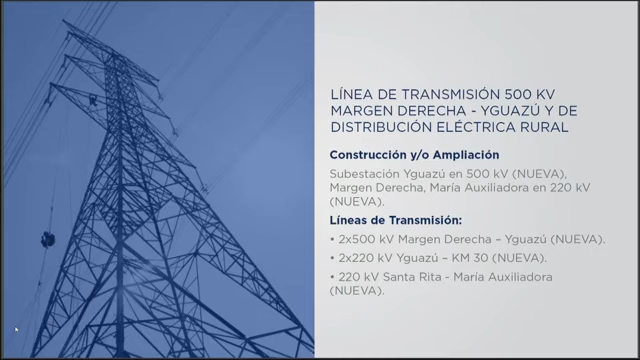 LÍNEA DE TRANSMISIÓN 500 KV
MARGEN DERECHA - YGUAZÚ Y DE
DISTRIBUCIÓN ELÉCTRICA RURAL
Construcción y/o Ampliación
Subestación Yguazú en 500 kV (NUEVA),
Margen Derecha, María Auxiliadora en 220 kV
(NUEVA).
Líneas de Transmisión:
• 2x500 kV Margen Derecha – Yguazú (NUEVA).
• 2x220 kV Yguazú – KM 30 (NUEVA).
• 220 kV Santa Rita - María Auxiliadora
(NUEVA).